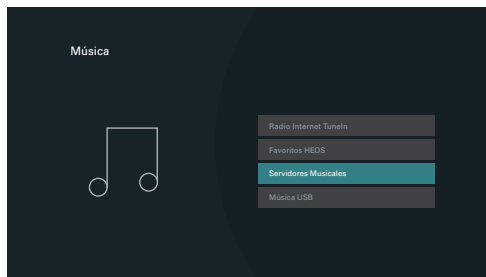 Música
Radio Internet TuneIn
Favoritos HEOS
Servidores Musicales
Música USB